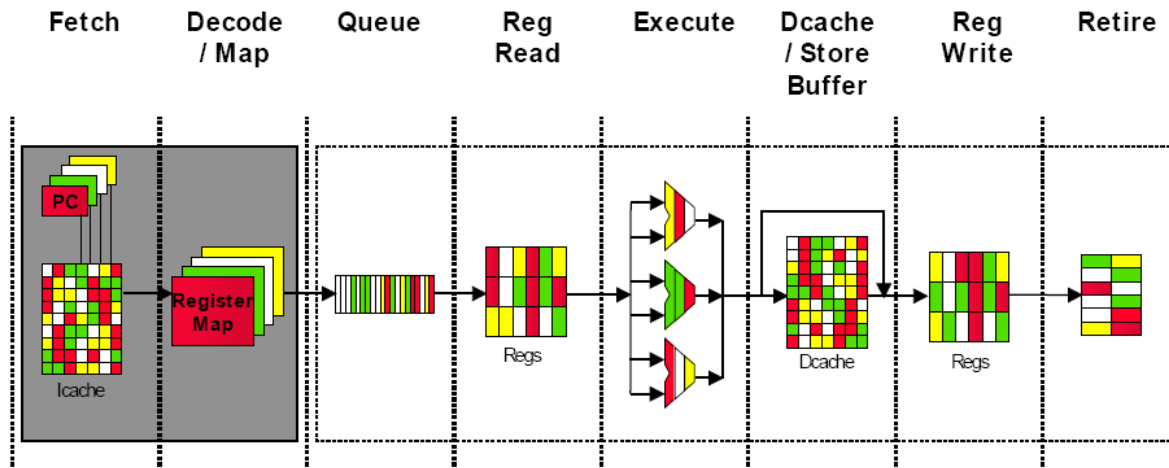 Fetch
Decode
/ Map
Queue
Reg
Read
Execute
Dcache
/ Store
Buffer
Reg
Write
Retire
PC
Register
Map
Icache
Regs
Dcache
Regs